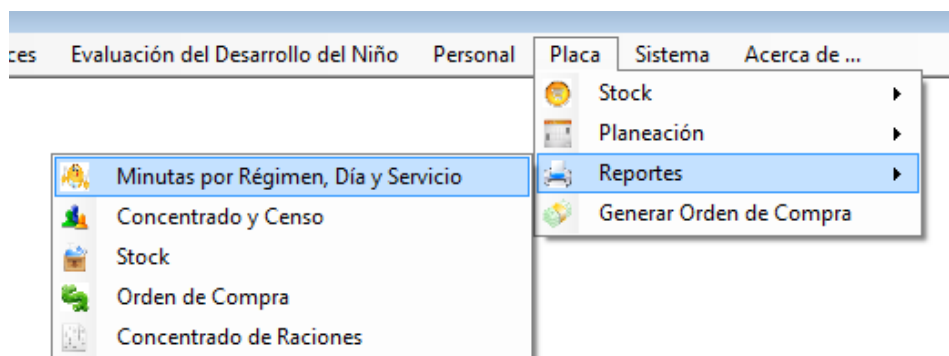 ces Evaluación del Desarrollo del Niño Personal Placa Sistema Acerca de ...
Stock
Planeación
Reportes
Generar Orden de Compra
Minutas por Régimen, Día y Servicio
Concentrado y Censo
Stock
Orden de Compra
Concentrado de Raciones